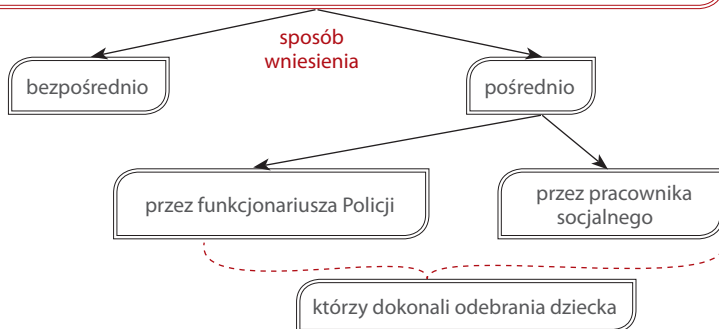 sposób
wniesienia
bezpośrednio
pośrednio
przez funkcjonariusza Policji
przez pracownika
socjalnego
którzy dokonali odebrania dziecka